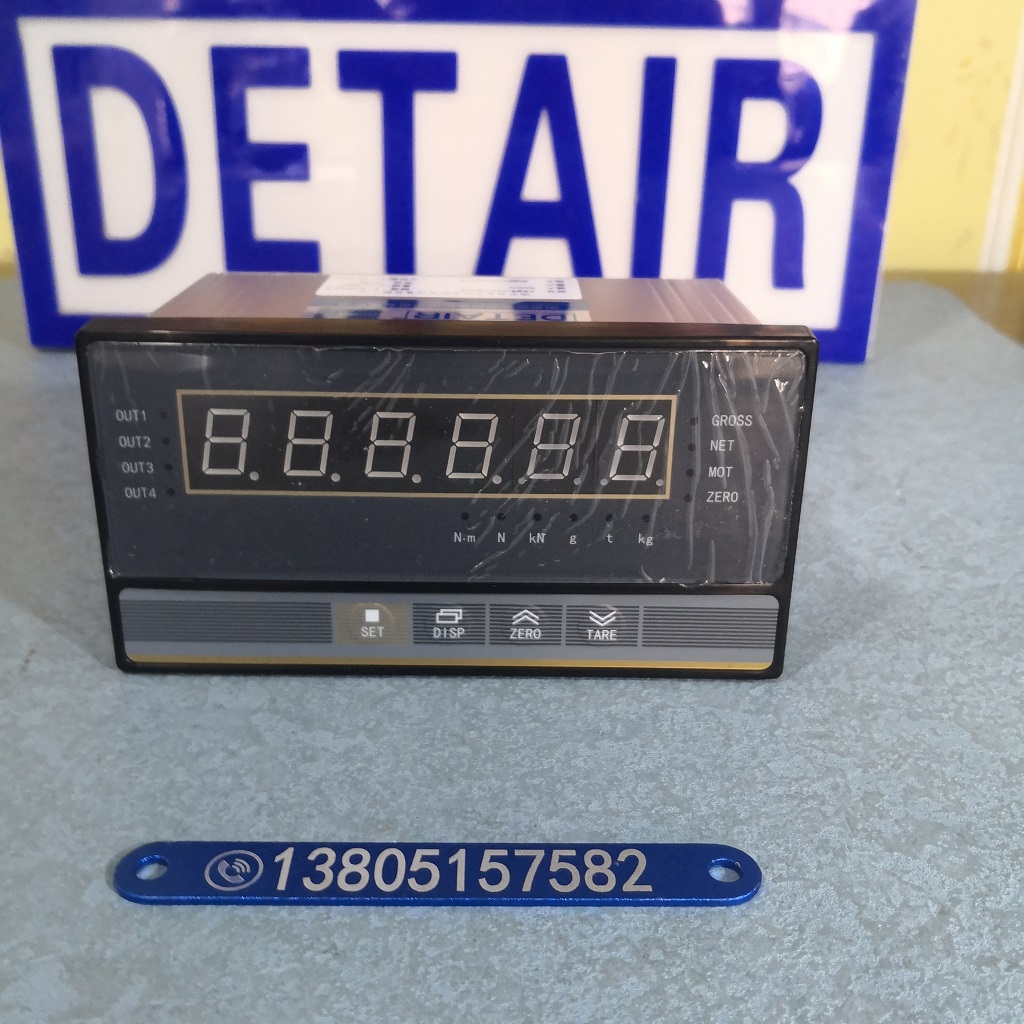 DETAIR
DETAIR
OUT1
OUT2
OUT3
OUT4
8.8.8.8.8.8.
GROSS
NET
MOT
ZERO
N·m N kN g t kg
SET DISP ZERO TARE
13805157582